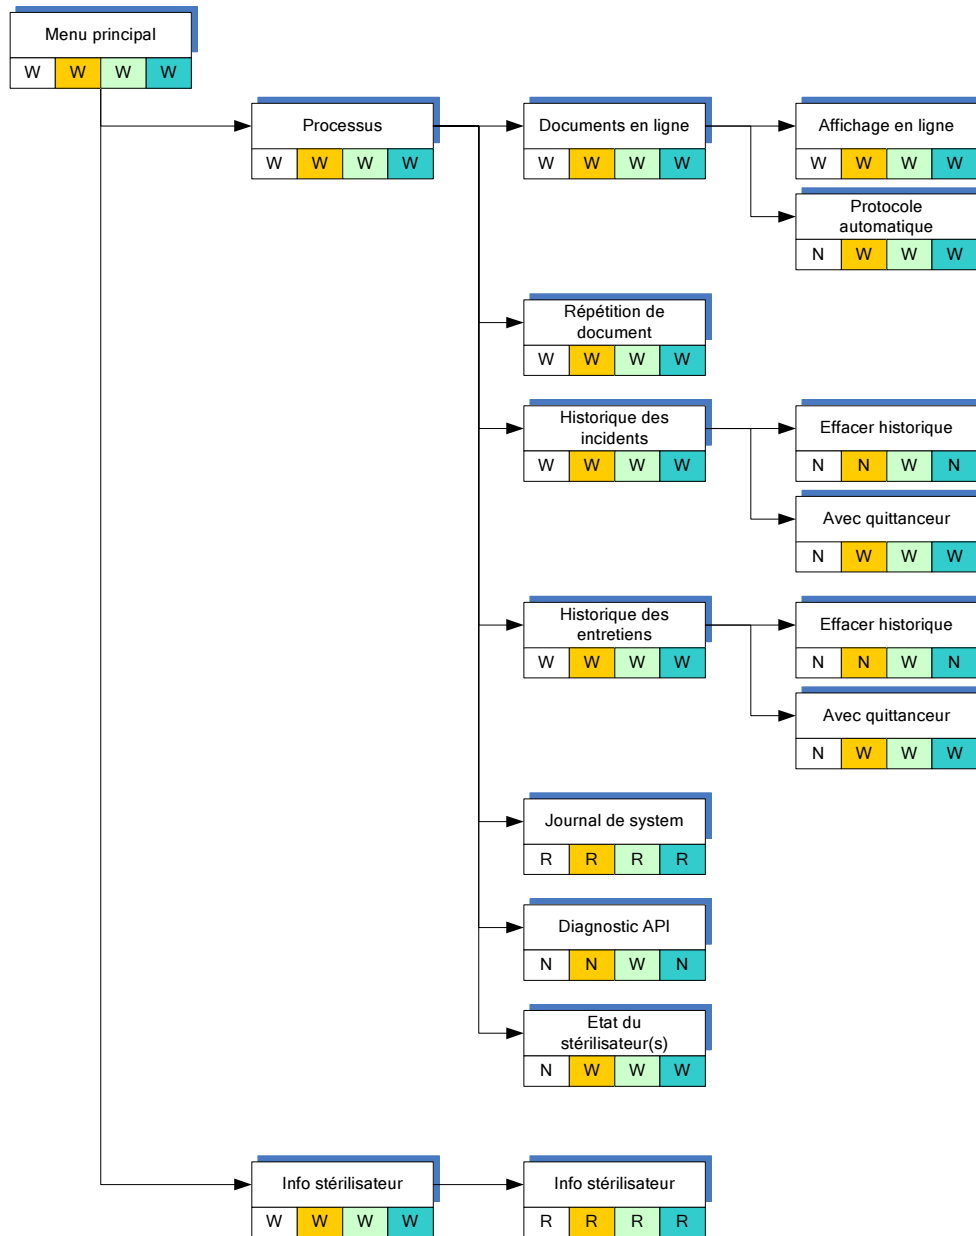 Menu principal
W W W W
Processus
W W W W
Documents en ligne
W W W W
Affichage en ligne
W W W W
Protocole
automatique
N W W W
Répétition de
document
W W W W
Historique des
incidents
W W W W
Effacer historique
N N W N
Avec quittanceur
N W W W
Historique des
entretiens
W W W W
Effacer historique
N N W N
Avec quittanceur
N W W W
Journal de system
R R R R
Diagnostic API
N N W N
Etat du
stérilisateur(s)
N W W W
Info stérilisateur
W W W W
Info stérilisateur
R R R R